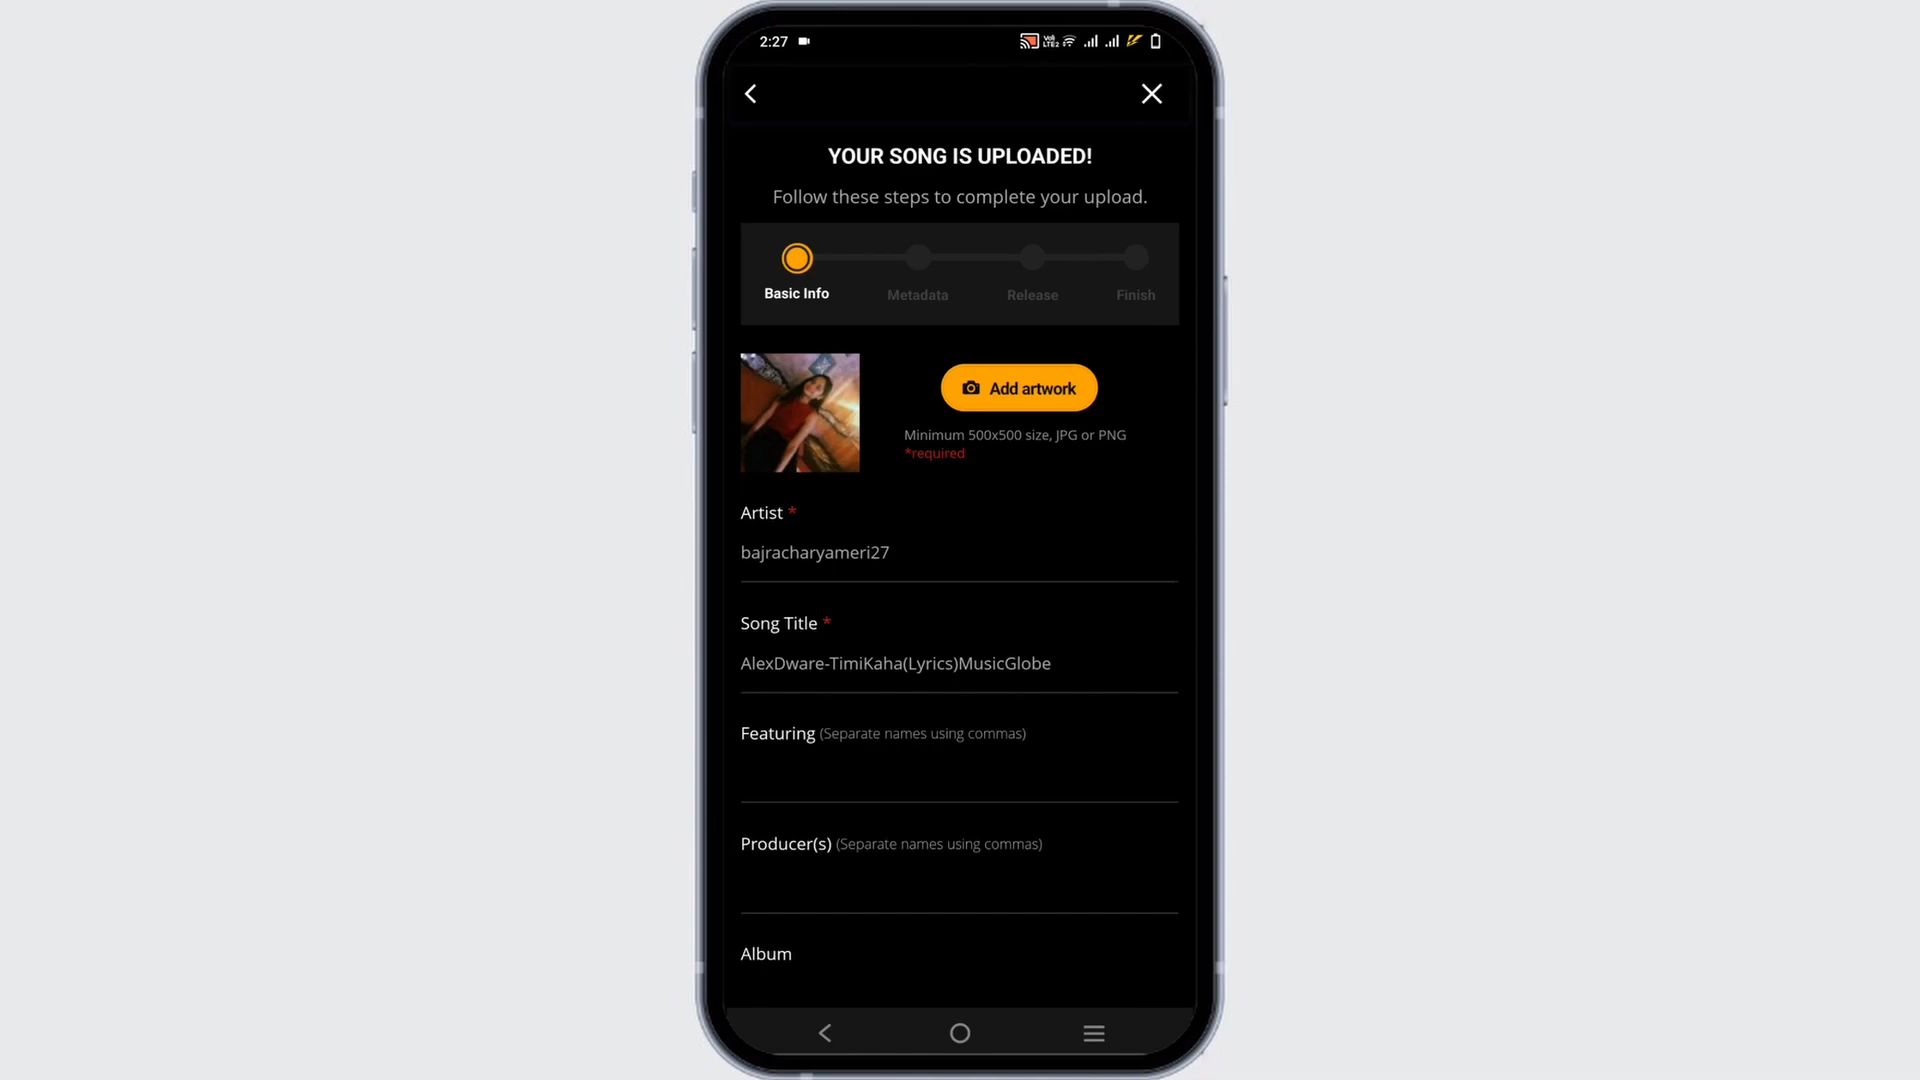 2:27
Vo)
LTE2
YOUR SONG IS UPLOADED!
Follow these steps to complete your upload.
Basic Info
Metadata
Release
Finish
Add artwork
Minimum 500x500 size, JPG or PNG
*required
Artist *
bajracharyameri27
Song Title *
AlexDware-TimiKaha(Lyrics)MusicGlobe
Featuring (Separate names using commas)
Producer(s) (Separate names using commas)
Album